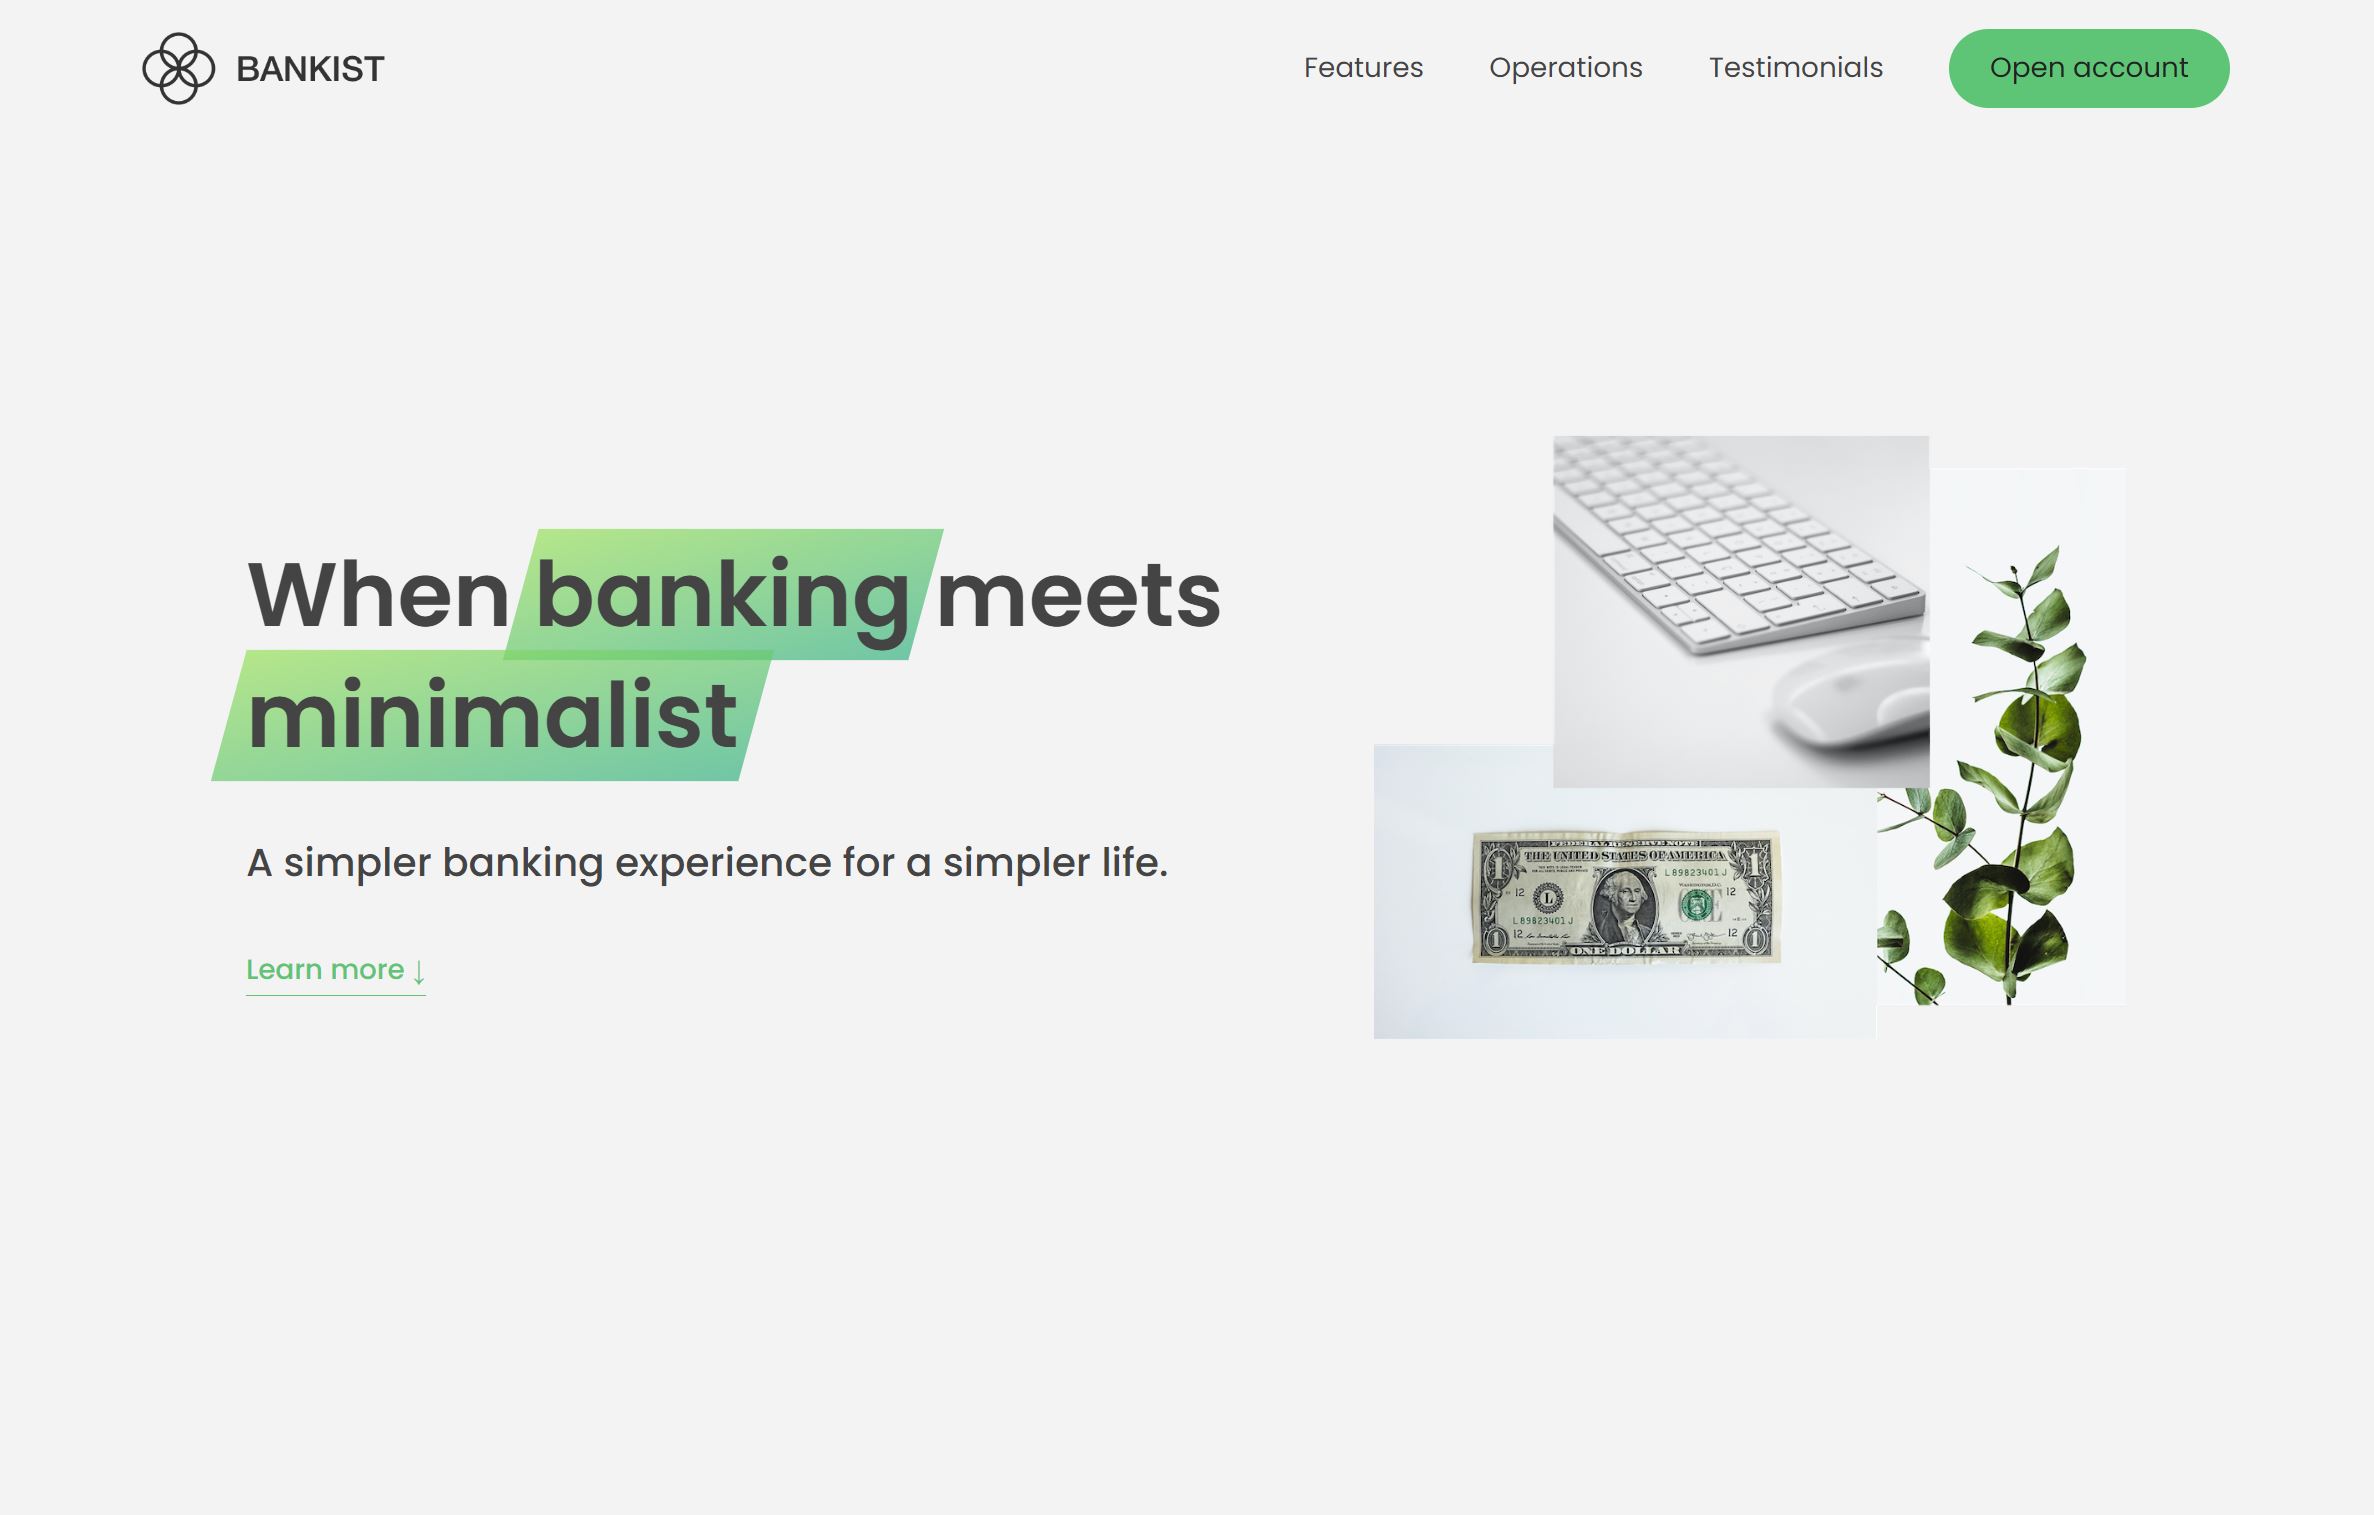 BANKIST
Features
Operations
Testimonials
Open account
When banking meets
minimalist
A simpler banking experience for a simpler life.
Learn more ↓
FEDERAL RESERVE NOTE
THE UNITED STATES OF AMERICA
L 89823401 J
WASHINGTON, D.C.
12
12
L
L 89823401 J
12
12
1
1
1
1
ONE DOLLAR